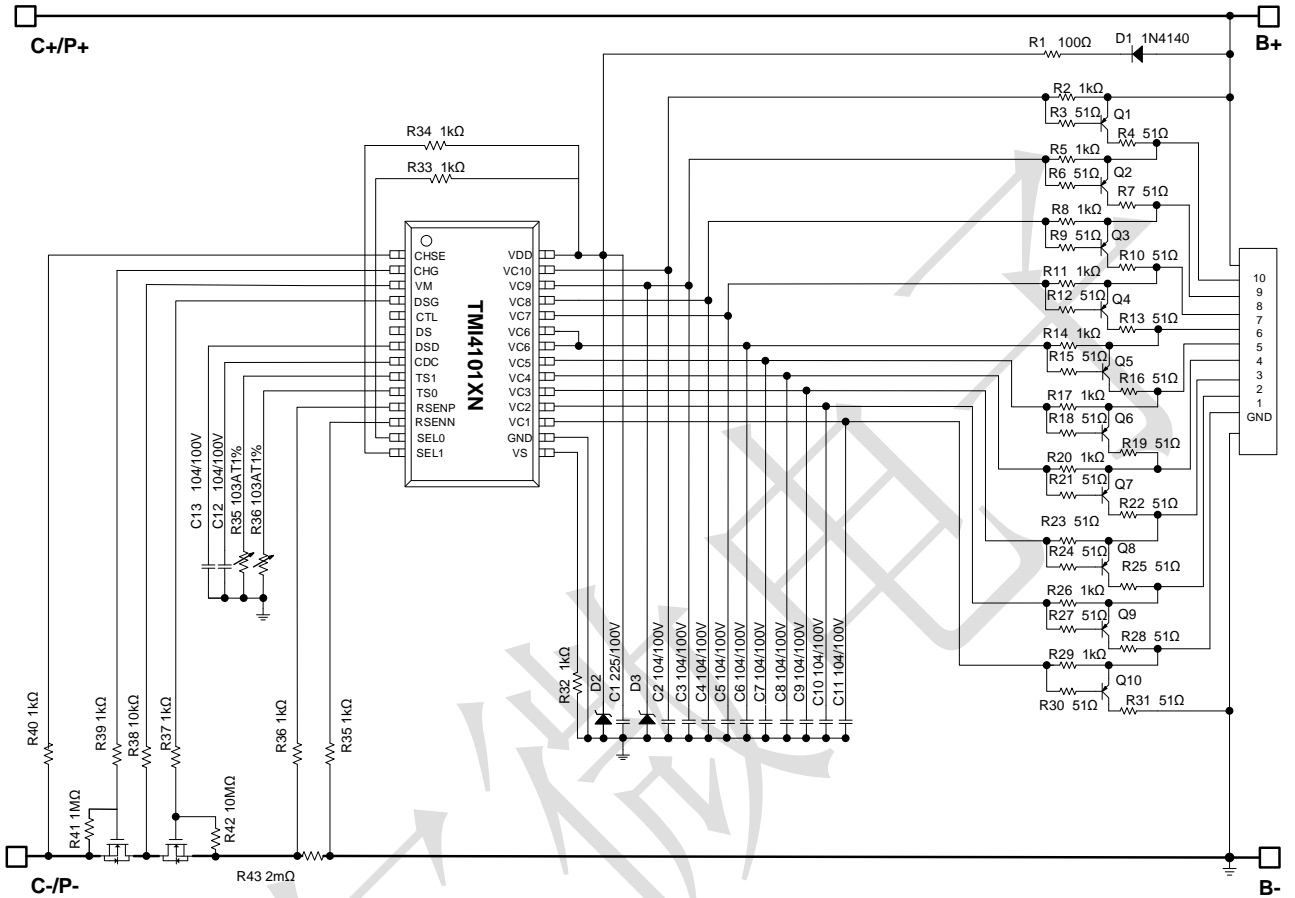 C+/P+
B+
R1 100Ω
D1 1N4140
R2 1kΩ
R3 51Ω
Q1
R4 51Ω
R34 1kΩ
R5 1kΩ
R6 51Ω
Q2
R33 1kΩ
R7 51Ω
R8 1kΩ
R9 51Ω
Q3
R10 51Ω
R11 1kΩ
R12 51Ω
Q4
R13 51Ω
R14 1kΩ
R15 51Ω
Q5
R16 51Ω
R17 1kΩ
R18 51Ω
Q6
R19 51Ω
R20 1kΩ
R21 51Ω
Q7
R22 51Ω
R23 51Ω
R24 51Ω
Q8
R25 51Ω
R26 1kΩ
R27 51Ω
Q9
R28 51Ω
R29 1kΩ
Q10
R30 51Ω
R31 51Ω
10
9
8
7
6
5
4
3
2
1
GND
TMI4101XN
CHSE
CHG
VM
DSG
CTL
DS
DSD
CDC
TS1
TS0
RSENP
RSENN
SEL0
SEL1
VDD
VC10
VC9
VC8
VC7
VC6
VC6
VC5
VC4
VC3
VC2
VC1
GND
VS
C13 104/100V
C12 104/100V
R35 103AT1%
R36 103AT1%
R32 1kΩ
D2
C1 225/100V
D3
C2 104/100V
C3 104/100V
C4 104/100V
C5 104/100V
C6 104/100V
C7 104/100V
C8 104/100V
C9 104/100V
C10 104/100V
C11 104/100V
R40 1kΩ
R39 1kΩ
R38 10kΩ
R37 1kΩ
R36 1kΩ
R35 1kΩ
R41 1MΩ
R42 10MΩ
R43 2mΩ
C-/P-
B-